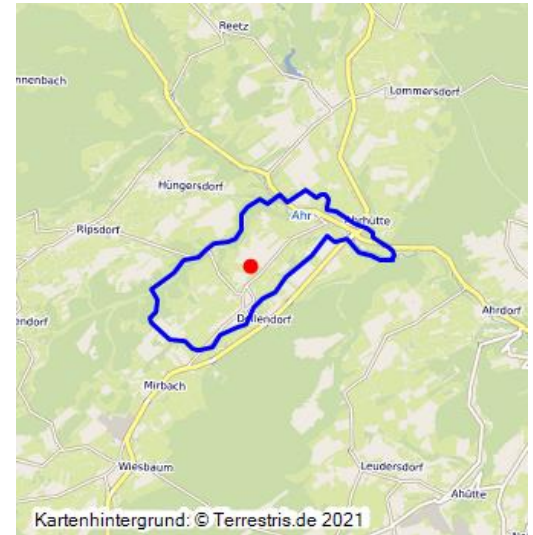 Reetz
nnenbach
Lommersdorf
Hüngersdorf
Ahr
Ahrhütte
Ripsdorf
Ahrdorf
endorf
Dollendorf
Mirbach
Wiesbaum
Leudersdorf
Ahütte
Kartenhintergrund: © Terrestris.de 2021